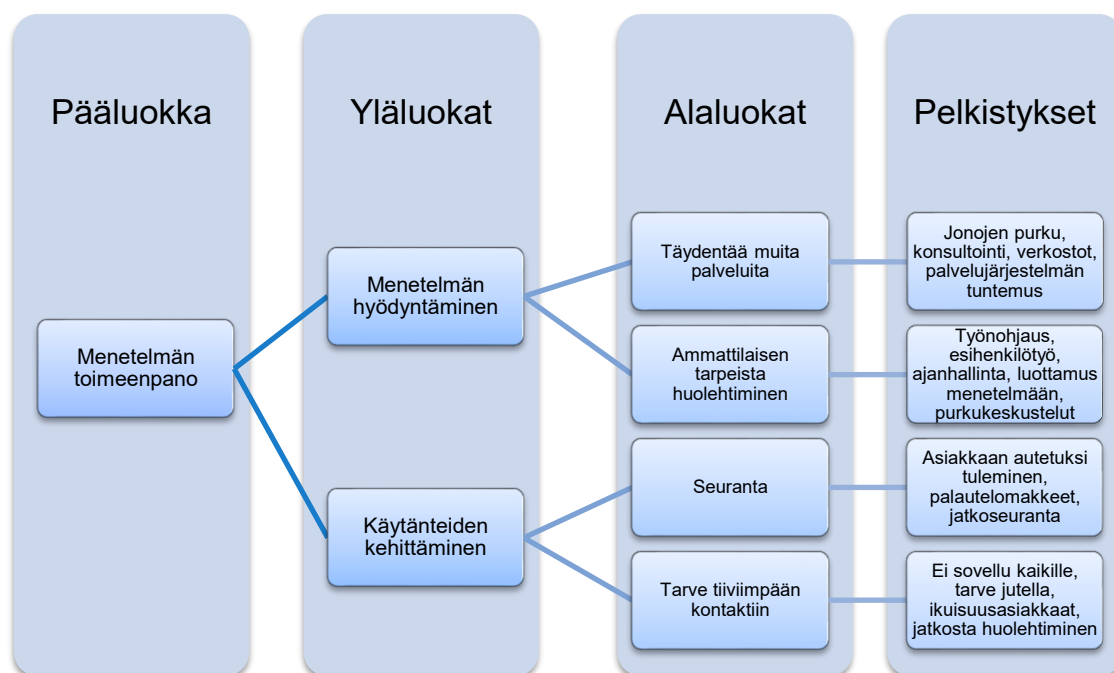 Pääluokka
Yläluokat
Alaluokat
Pelkistykset
Menetelmän
toimeenpano
Menetelmän
hyödyntäminen
Käytänteiden
kehittäminen
Täydentää muita
palveluita
Ammattilaisen
tarpeista
huolehtiminen
Seuranta
Tarve tiiviimpään
kontaktiin
Jonojen purku,
konsultointi, verkostot,
palvelujärjestelmän
tuntemus
Työnohjaus,
esihenkilötyö,
ajanhallinta, luottamus
menetelmään,
purkukeskustelut
Asiakkaan autetuksi
tuleminen,
palautelomakkeet,
jatkoseuranta
Ei sovellu kaikille,
tarve jutella,
ikuisuusasiakkaat,
jatkosta huolehtiminen